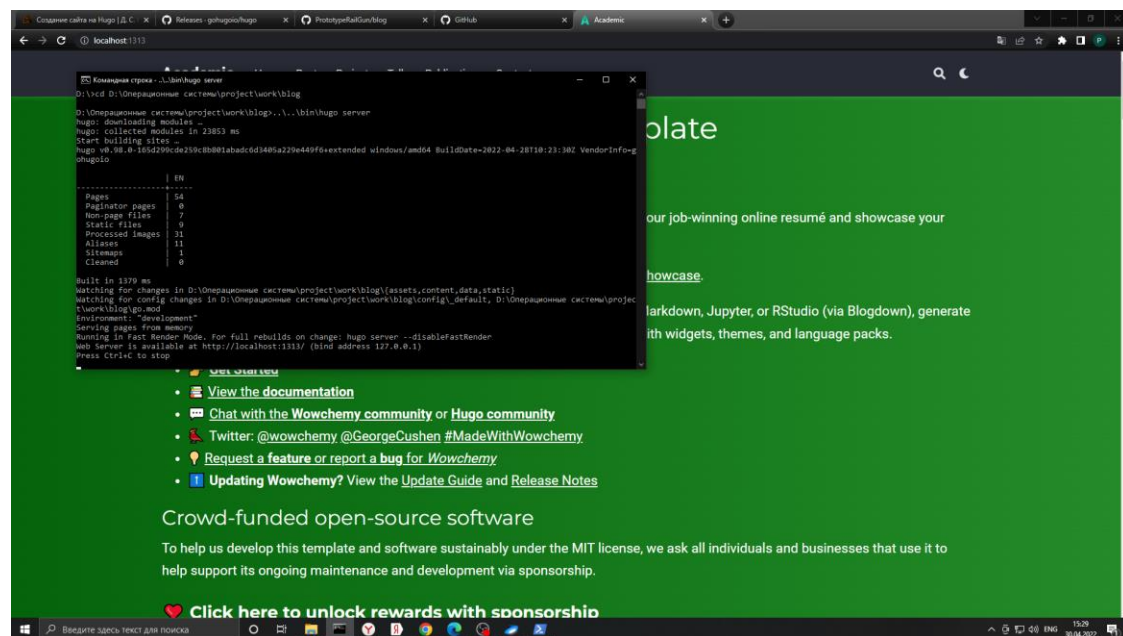 Создание сайта на Hugo | Д. С.
Releases · gohugoio/hugo
PrototypeRailGun/blog
GitHub
Academic
localhost:1313
Командная строка - ..\..\bin\hugo server
D:\>cd D:\Операционные системы\project\work\blog
D:\Операционные системы\project\work\blog>..\..\bin\hugo server
hugo: downloading modules …
hugo: collected modules in 23853 ms
Start building sites …
hugo v0.98.0-165d299cde259c8b801abadc6d3405a229e449f6+extended windows/amd64 BuildDate=2022-04-28T10:23:30Z VendorInfo=g
ohugoio
| EN
-------------------+-----
Pages | 54
Paginator pages | 0
Non-page files | 7
Static files | 9
Processed images | 31
Aliases | 11
Sitemaps | 1
Cleaned | 0
Built in 1379 ms
Watching for changes in D:\Операционные системы\project\work\blog\{assets,content,data,static}
Watching for config changes in D:\Операционные системы\project\work\blog\config\_default, D:\Операционные системы\projec
t\work\blog\go.mod
Environment: "development"
Serving pages from memory
Running in Fast Render Mode. For full rebuilds on change: hugo server --disableFastRender
Web Server is available at http://localhost:1313/ (bind address 127.0.0.1)
Press Ctrl+C to stop
plate
our job-winning online resumé and showcase your
howcase.
larkdown, Jupyter, or RStudio (via Blogdown), generate
ith widgets, themes, and language packs.
Get Started
View the documentation
Chat with the Wowchemy community or Hugo community
Twitter: @wowchemy @GeorgeCushen #MadeWithWowchemy
Request a feature or report a bug for Wowchemy
Updating Wowchemy? View the Update Guide and Release Notes
Crowd-funded open-source software
To help us develop this template and software sustainably under the MIT license, we ask all individuals and businesses that use it to
help support its ongoing maintenance and development via sponsorship.
Click here to unlock rewards with sponsorship
Введите здесь текст для поиска
ENG
15:29
30.04.2022